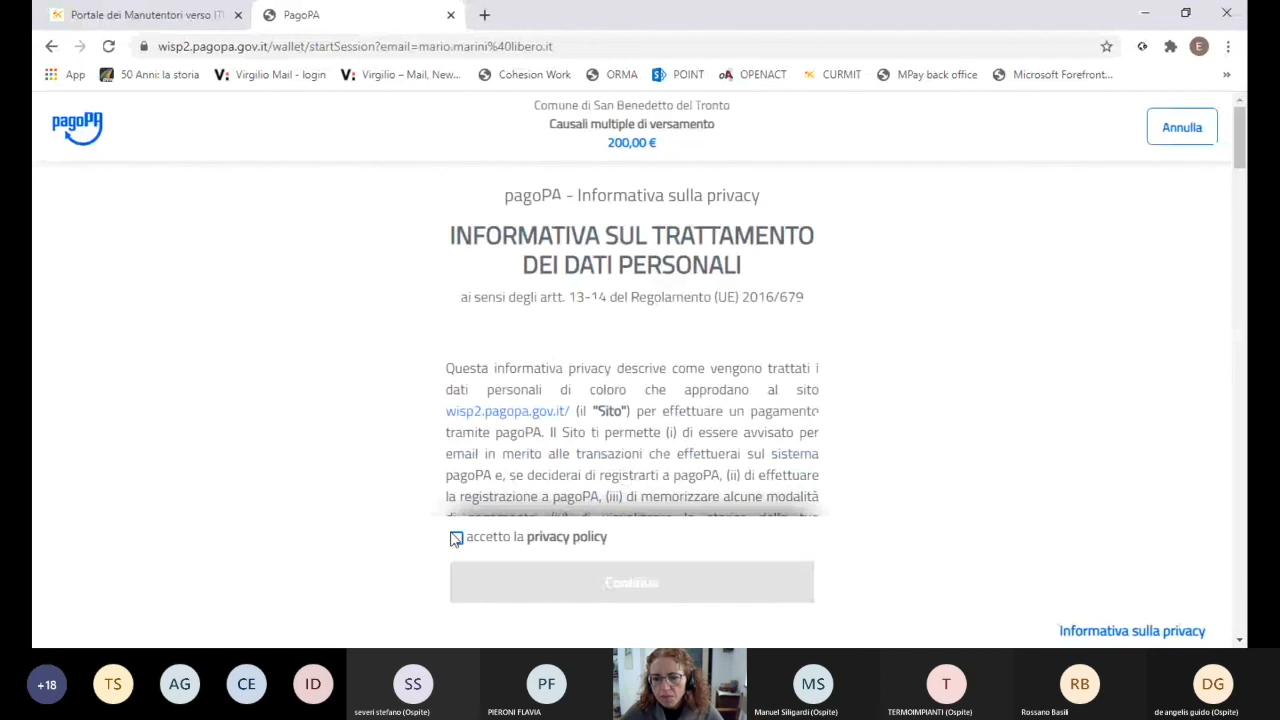 Portale dei Manutentori verso IT
PagoPA
wisp2.pagopa.gov.it/wallet/startSession?email=mario.marini%40libero.it
E
App
50 Anni: la storia
Virgilio Mail - login
Virgilio – Mail, New...
Cohesion Work
ORMA
POINT
OPENACT
CURMIT
MPay back office
Microsoft Forefront...
»
pagoPA
Comune di San Benedetto del Tronto
Causali multiple di versamento
200,00 €
Annulla
pagoPA - Informativa sulla privacy
INFORMATIVA SUL TRATTAMENTO
DEI DATI PERSONALI
ai sensi degli artt. 13-14 del Regolamento (UE) 2016/679
Questa informativa privacy descrive come vengono trattati i
dati personali di coloro che approdano al sito
wisp2.pagopa.gov.it/ (il "Sito") per effettuare un pagamento
tramite pagoPA. Il Sito ti permette (i) di essere avvisato per
email in merito alle transazioni che effettuerai sul sistema
pagoPA e, se deciderai di registrarti a pagoPA, (ii) di effettuare
la registrazione a pagoPA, (iii) di memorizzare alcune modalità
accetto la privacy policy
Continua
Informativa sulla privacy
+18
TS
AG
CE
ID
SS
PF
MS
T
RB
DG
severi stefano (Ospite)
PIERONI FLAVIA
Manuel Siligardi (Ospite)
TERMOIMPIANTI (Ospite)
Rossano Basili
de angelis guido (Ospite)